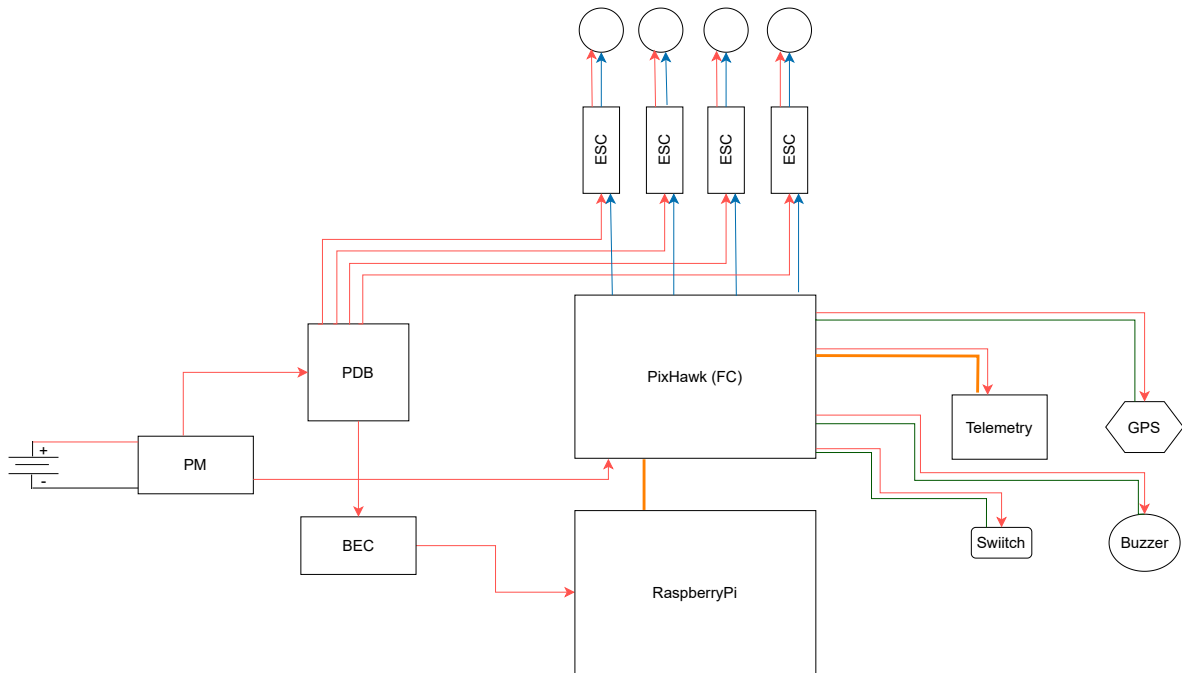 ESC
ESC
ESC
ESC
PDB
PixHawk (FC)
Telemetry
GPS
+
-
PM
BEC
Swiitch
Buzzer
RaspberryPi